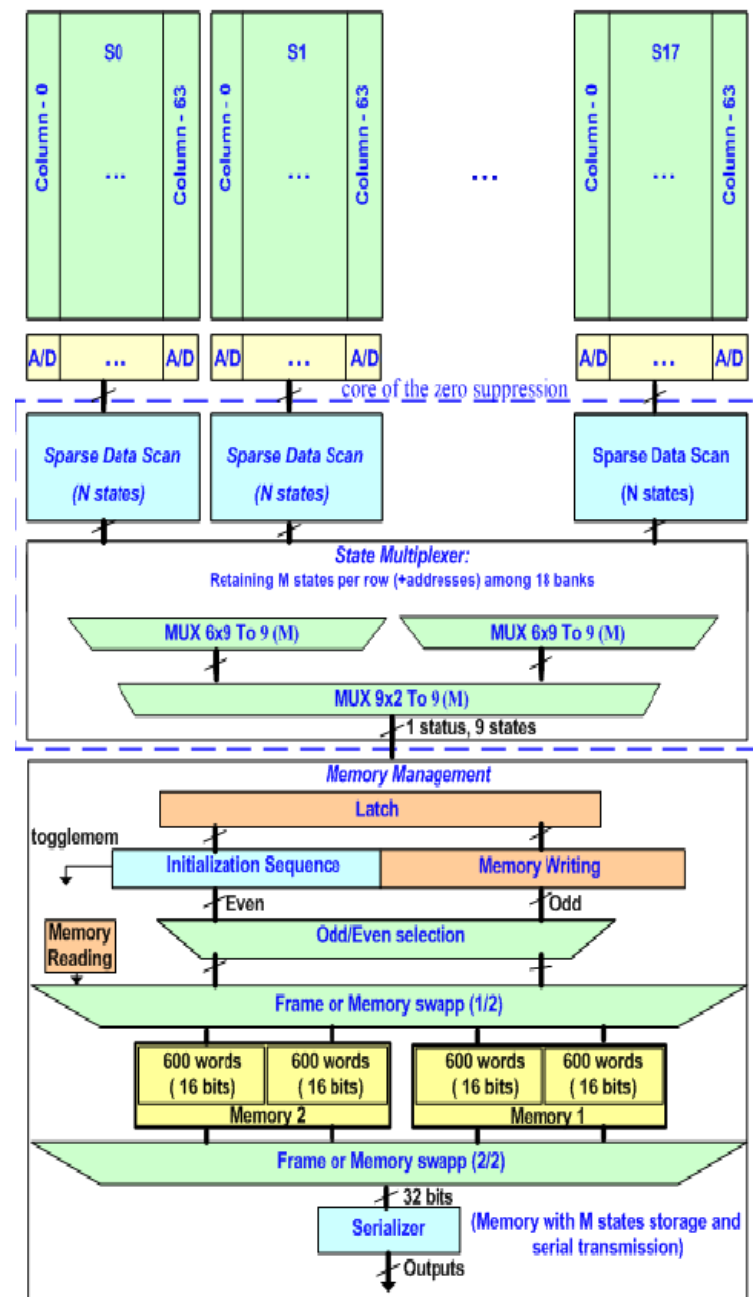 S0 S1 S17
Column - 0 ... Column - 63 Column - 0 ... Column - 63 ... Column - 0 ... Column - 63
A/D ... A/D A/D ... A/D A/D ... A/D
core of the zero suppression
Sparse Data Scan Sparse Data Scan Sparse Data Scan
(N states) (N states) (N states)
State Multiplexer:
Retaining M states per row (+addresses) among 18 banks
MUX 6x9 To 9 (M) MUX 6x9 To 9 (M)
MUX 9x2 To 9 (M)
1 status, 9 states
Memory Management
Latch
togglemem
Initialization Sequence Memory Writing
Even Odd
Memory
Reading
Odd/Even selection
Frame or Memory swapp (1/2)
600 words 600 words 600 words 600 words
( 16 bits) ( 16 bits) ( 16 bits) ( 16 bits)
Memory 2 Memory 1
Frame or Memory swapp (2/2)
32 bits
Serializer
(Memory with M states storage and
serial transmission)
Outputs